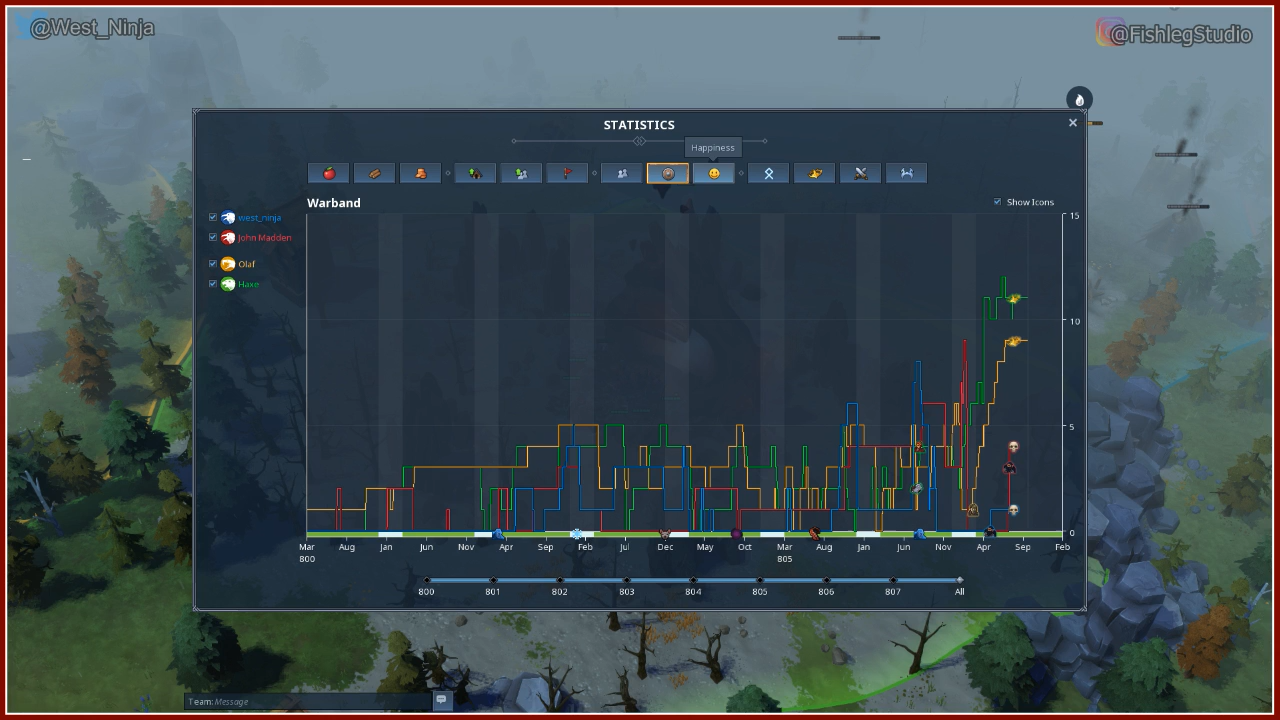 @West_Ninja
@FishlegStudio
STATISTICS
Happiness
Warband
Show Icons
west_ninja
John Madden
Olaf
Haxe
15
10
5
0
Mar Aug Jan Jun Nov Apr Sep Feb Jul Dec May Oct Mar Aug Jan Jun Nov Apr Sep Feb
800 805
800 801 802 803 804 805 806 807 All
Team: Message